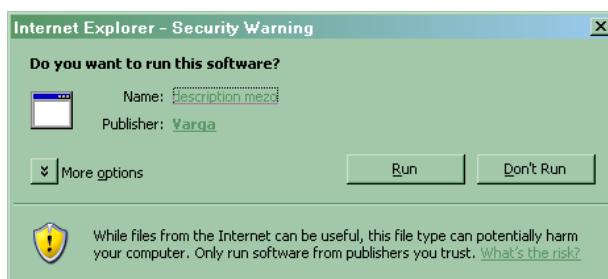 Internet Explorer - Security Warning
Do you want to run this software?
Name: description mezo
Publisher: Varga
More options
Run
Don't Run
While files from the Internet can be useful, this file type can potentially harm
your computer. Only run software from publishers you trust. What's the risk?